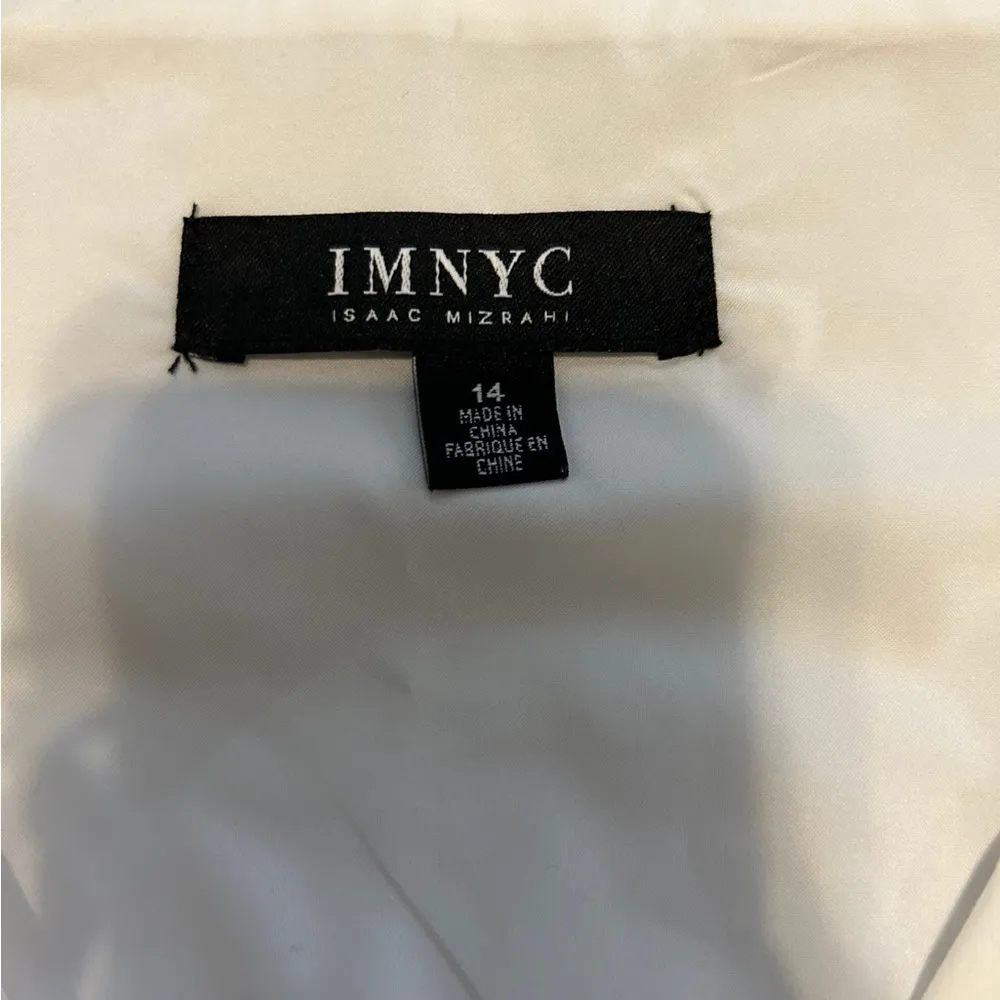 IMNYC
ISAAC MIZRAHI
14
MADE IN
CHINA
FABRIQUE EN
CHINE